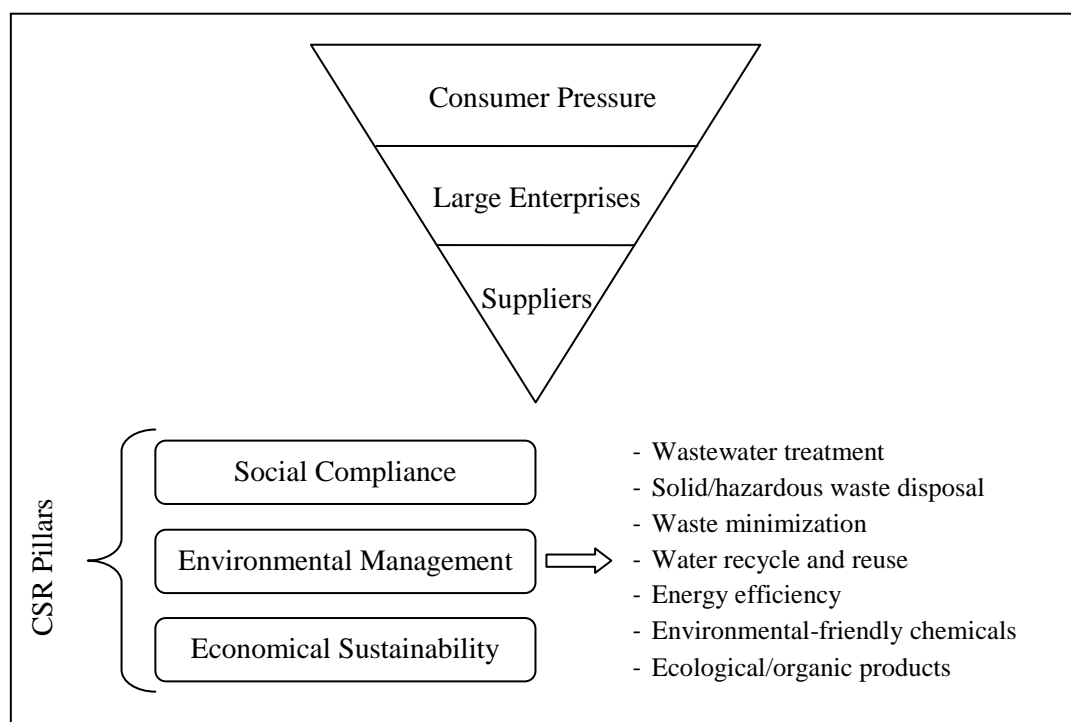 Consumer Pressure
Large Enterprises
Suppliers
CSR Pillars
Social Compliance
Environmental Management
Economical Sustainability
- Wastewater treatment
- Solid/hazardous waste disposal
- Waste minimization
- Water recycle and reuse
- Energy efficiency
- Environmental-friendly chemicals
- Ecological/organic products